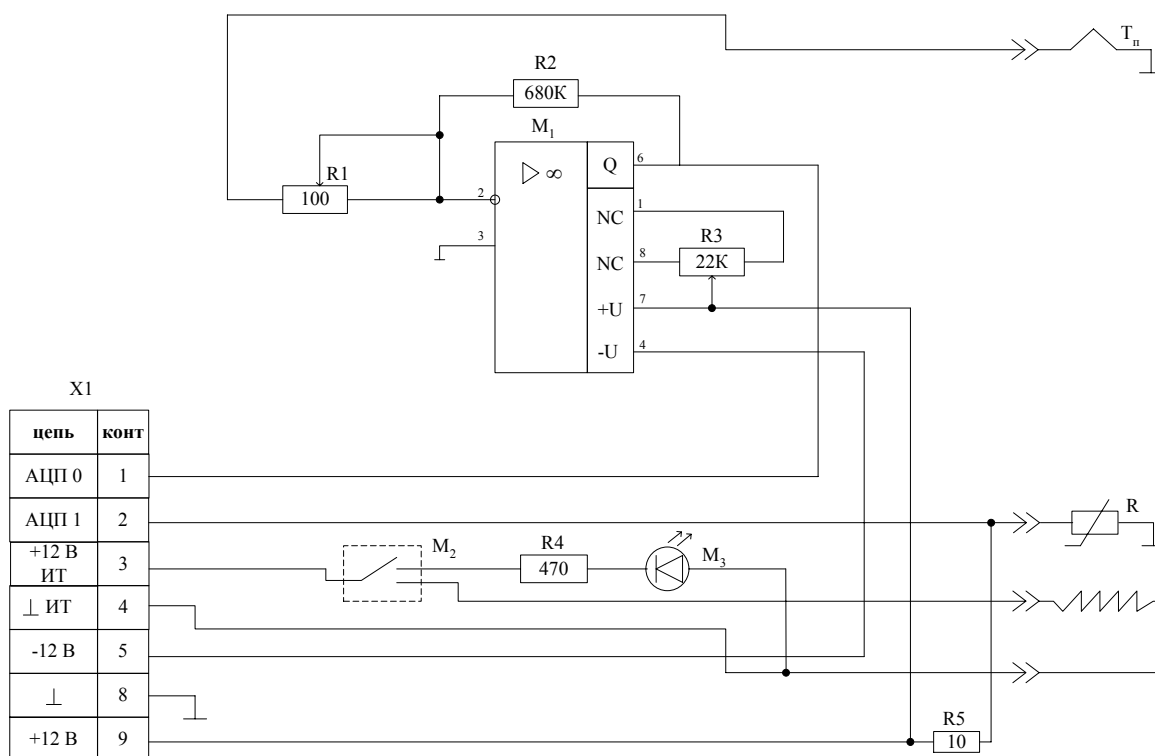 Tп
R2
680К
M1
R1
100
▷ ∞
Q
6
2
3
NC
1
NC
8
R3
22К
+U
7
-U
4
X1
цепь конт
АЦП 0 1
АЦП 1 2
+12 В ИТ 3
⊥ ИТ 4
-12 В 5
⊥ 8
+12 В 9
M2
R4
470
M3
R
R5
10